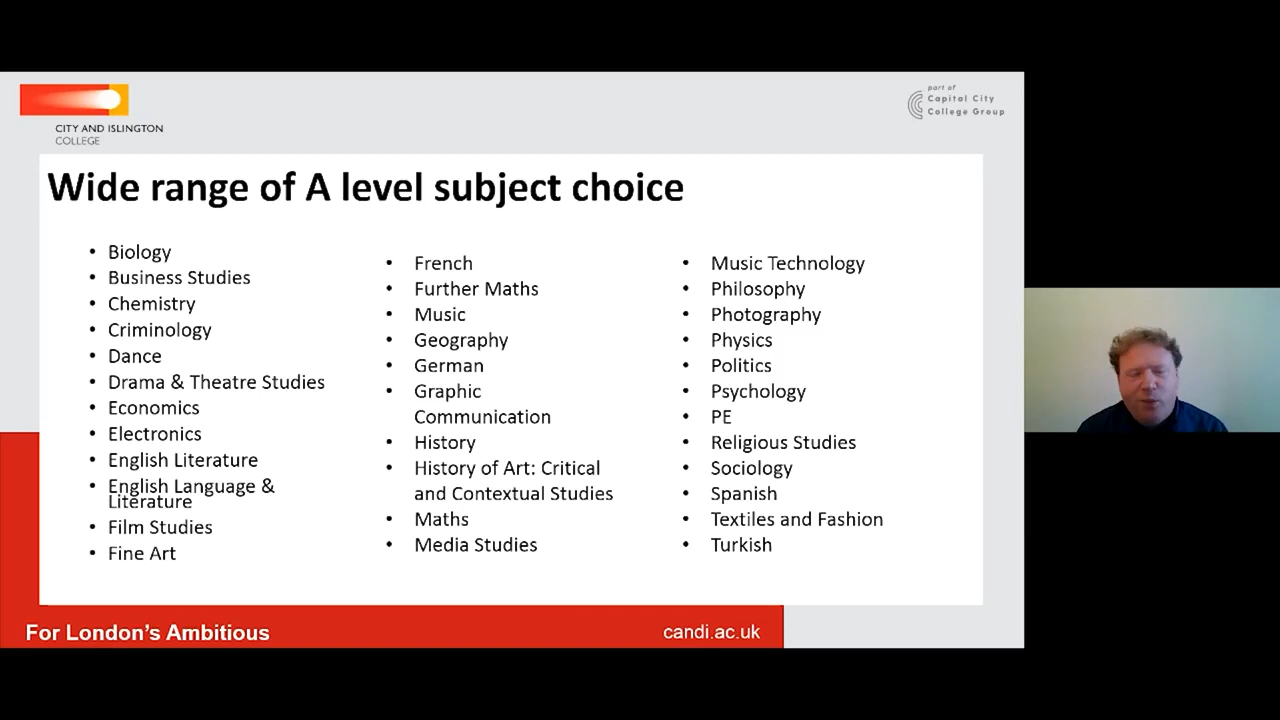 CITY AND ISLINGTON
COLLEGE
part of
Capital City
College Group
Wide range of A level subject choice
• Biology
• Business Studies
• Chemistry
• Criminology
• Dance
• Drama & Theatre Studies
• Economics
• Electronics
• English Literature
• English Language &
Literature
• Film Studies
• Fine Art
• French
• Further Maths
• Music
• Geography
• German
• Graphic
Communication
• History
• History of Art: Critical
and Contextual Studies
• Maths
• Media Studies
• Music Technology
• Philosophy
• Photography
• Physics
• Politics
• Psychology
• PE
• Religious Studies
• Sociology
• Spanish
• Textiles and Fashion
• Turkish
For London's Ambitious
candi.ac.uk